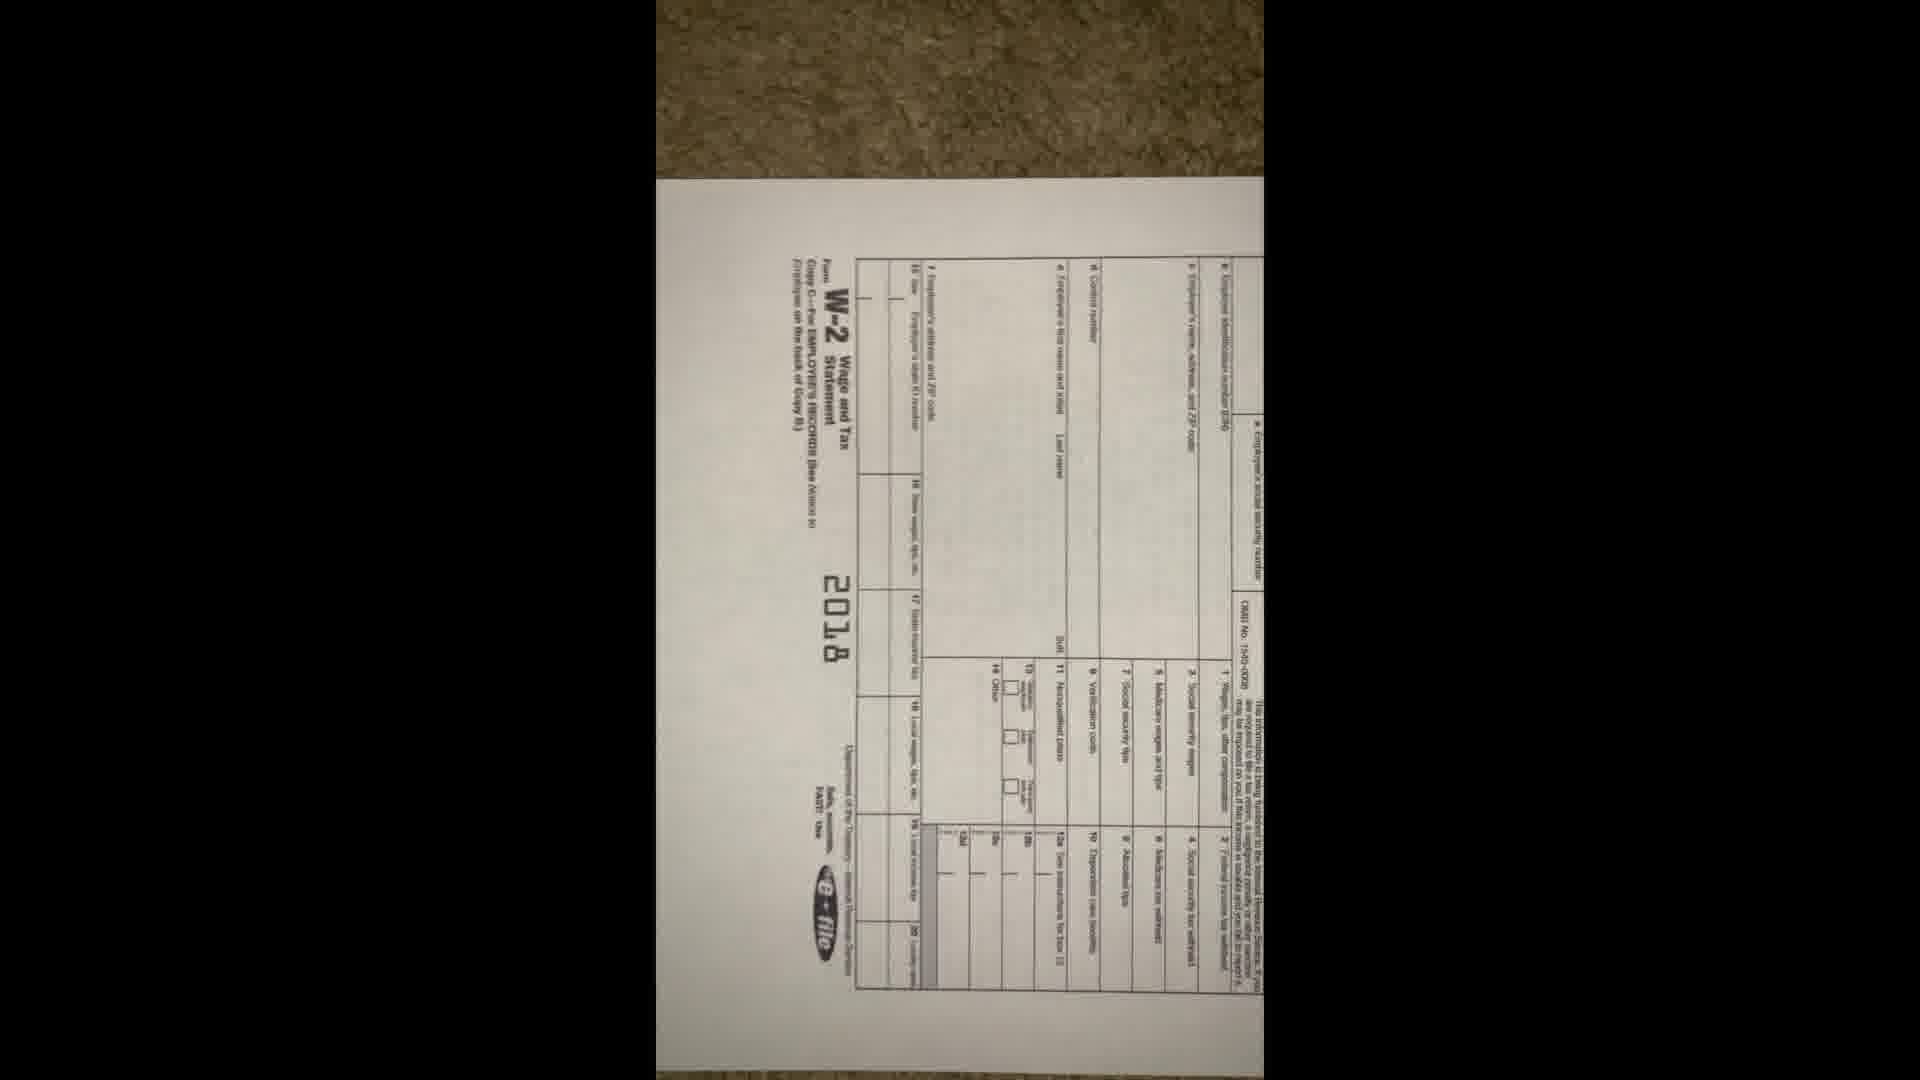 a Employee's social security number
OMB No. 1545-0008
This information is being furnished to the Internal Revenue Service. If you
are required to file a tax return, a negligence penalty or other sanction
may be imposed on you if this income is taxable and you fail to report it.
b Employer identification number (EIN)
1 Wages, tips, other compensation
2 Federal income tax withheld
c Employer's name, address, and ZIP code
3 Social security wages
4 Social security tax withheld
5 Medicare wages and tips
6 Medicare tax withheld
7 Social security tips
8 Allocated tips
d Control number
9 Verification code
10 Dependent care benefits
e Employee's first name and initial Last name Suff.
11 Nonqualified plans
12a See instructions for box 12
13
12b
14 Other
12c
12d
f Employee's address and ZIP code
15 State Employer's state ID number
16 State wages, tips, etc.
17 State income tax
18 Local wages, tips, etc.
19 Local income tax
20 Locality name
Form W-2 Wage and Tax
Statement
2018
Department of the Treasury—Internal Revenue Service
Copy C—For EMPLOYEE'S RECORDS (See Notice to
Employee on the back of Copy B.)
Safe, accurate,
FAST! Use
e~file